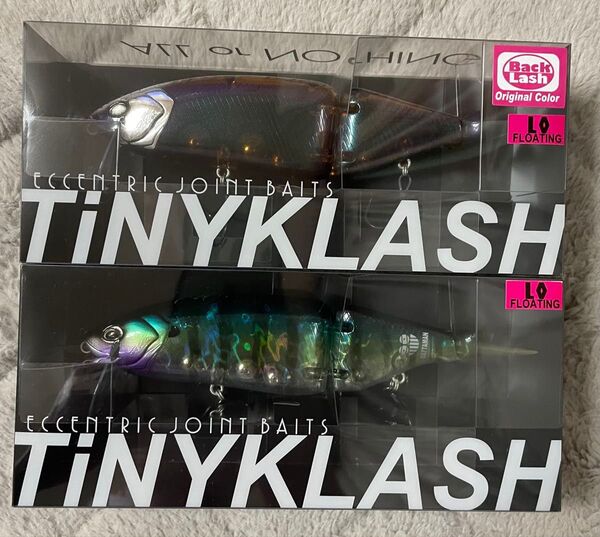 ALL or NOTHING
Back
Lash
Original Color
LO
FLOATING
ECCENTRIC JOINT BAITS
TiNYKLASH
LO
FLOATING
ECCENTRIC JOINT BAITS
TiNYKLASH